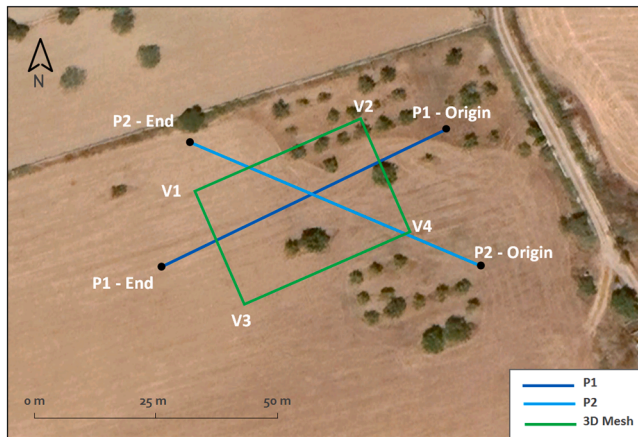 N
V2
P1 - Origin
P2 - End
V1
V4
P2 - Origin
P1 - End
V3
0 m
25 m
50 m
P1
P2
3D Mesh